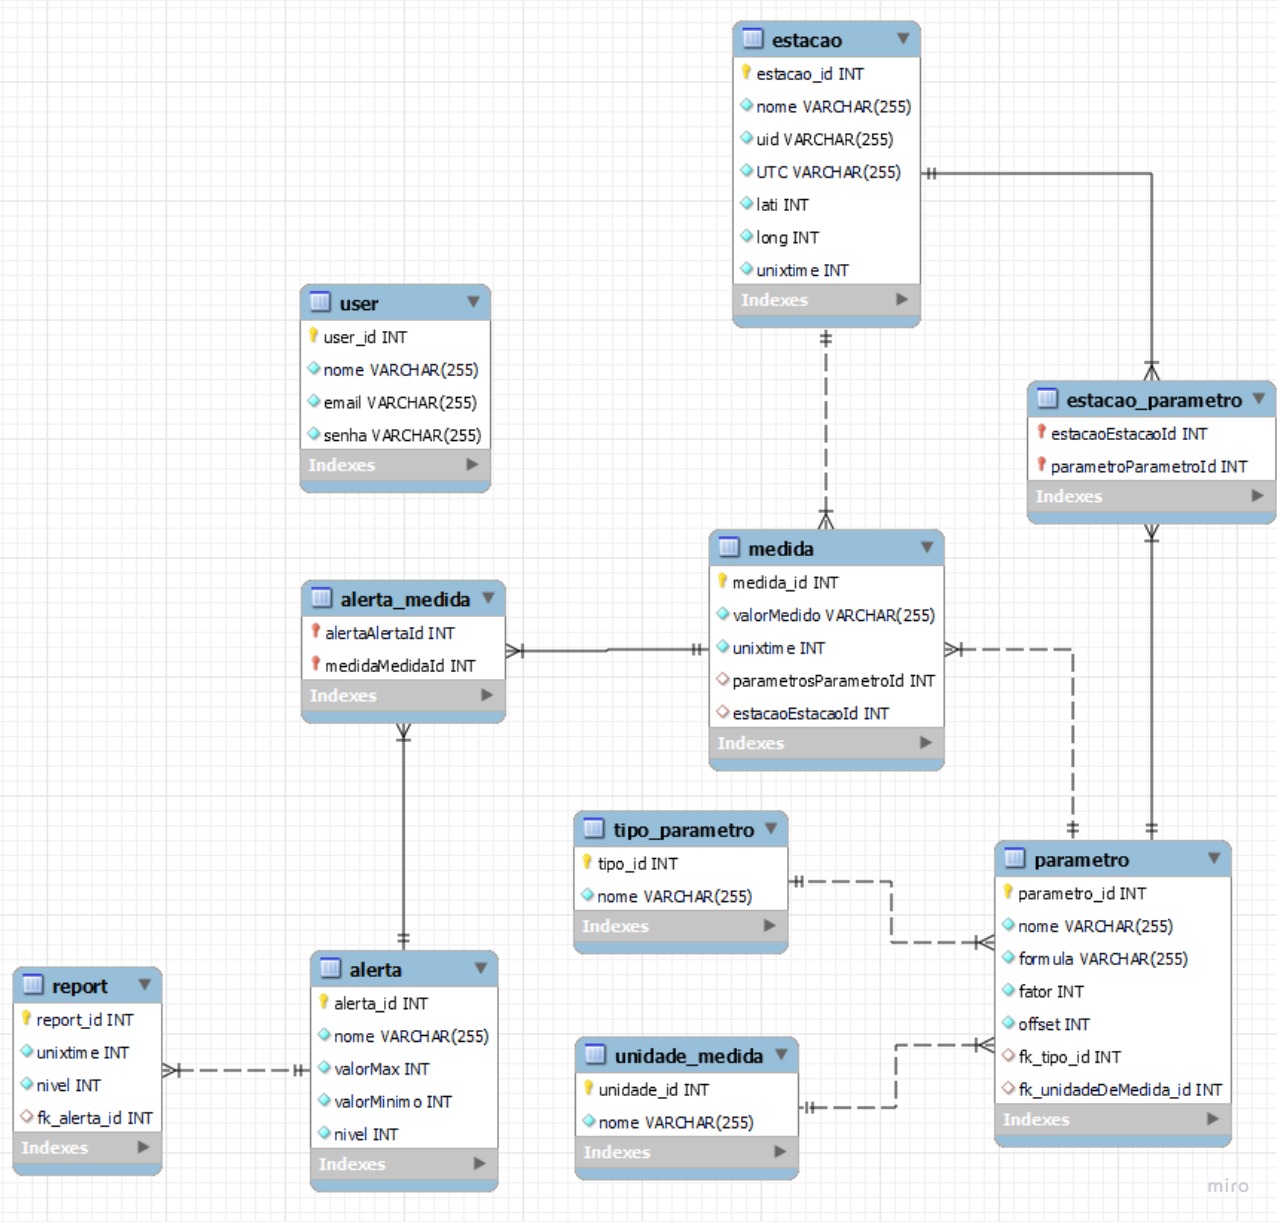 estacao
estacao_id INT
nome VARCHAR(255)
uid VARCHAR(255)
UTC VARCHAR(255)
lati INT
long INT
unixtime INT
Indexes
user
user_id INT
nome VARCHAR(255)
email VARCHAR(255)
senha VARCHAR(255)
Indexes
estacao_parametro
estacaoEstacaoId INT
parametroParametroId INT
Indexes
medida
medida_id INT
valorMedido VARCHAR(255)
unixtime INT
parametrosParametroId INT
estacaoEstacaoId INT
Indexes
alerta_medida
alertaAlertaId INT
medidaMedidaId INT
Indexes
tipo_parametro
tipo_id INT
nome VARCHAR(255)
Indexes
parametro
parametro_id INT
nome VARCHAR(255)
formula VARCHAR(255)
fator INT
offset INT
fk_tipo_id INT
fk_unidadeDeMedida_id INT
Indexes
report
report_id INT
unixtime INT
nivel INT
fk_alerta_id INT
Indexes
alerta
alerta_id INT
nome VARCHAR(255)
valorMax INT
valorMinimo INT
nivel INT
Indexes
unidade_medida
unidade_id INT
nome VARCHAR(255)
Indexes
miro